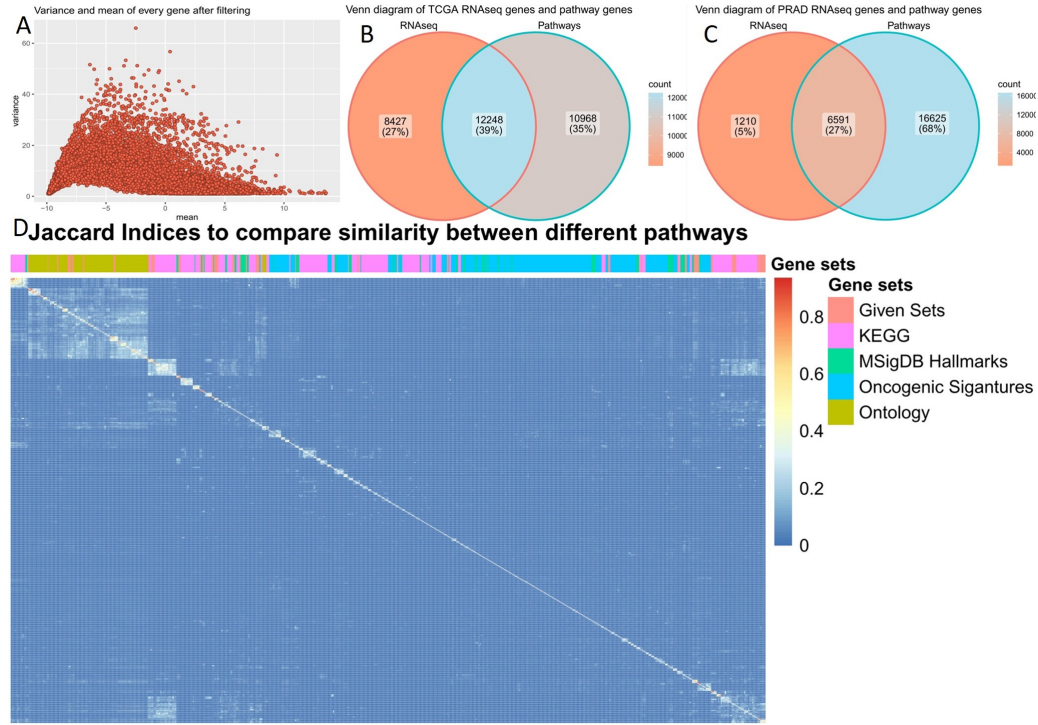 A
Variance and mean of every gene after filtering
60
40
20
0
variance
−10
−5
0
5
10
mean
B
Venn diagram of TCGA RNAseq genes and pathway genes
RNAseq
Pathways
8427
(27%)
12248
(39%)
10968
(35%)
count
12000
11000
10000
9000
C
Venn diagram of PRAD RNAseq genes and pathway genes
RNAseq
Pathways
1210
(5%)
6591
(27%)
16625
(68%)
count
16000
12000
8000
4000
D
Jaccard Indices to compare similarity between different pathways
Gene sets
0.8
0.6
0.4
0.2
0
Gene sets
Given Sets
KEGG
MSigDB Hallmarks
Oncogenic Sigantures
Ontology